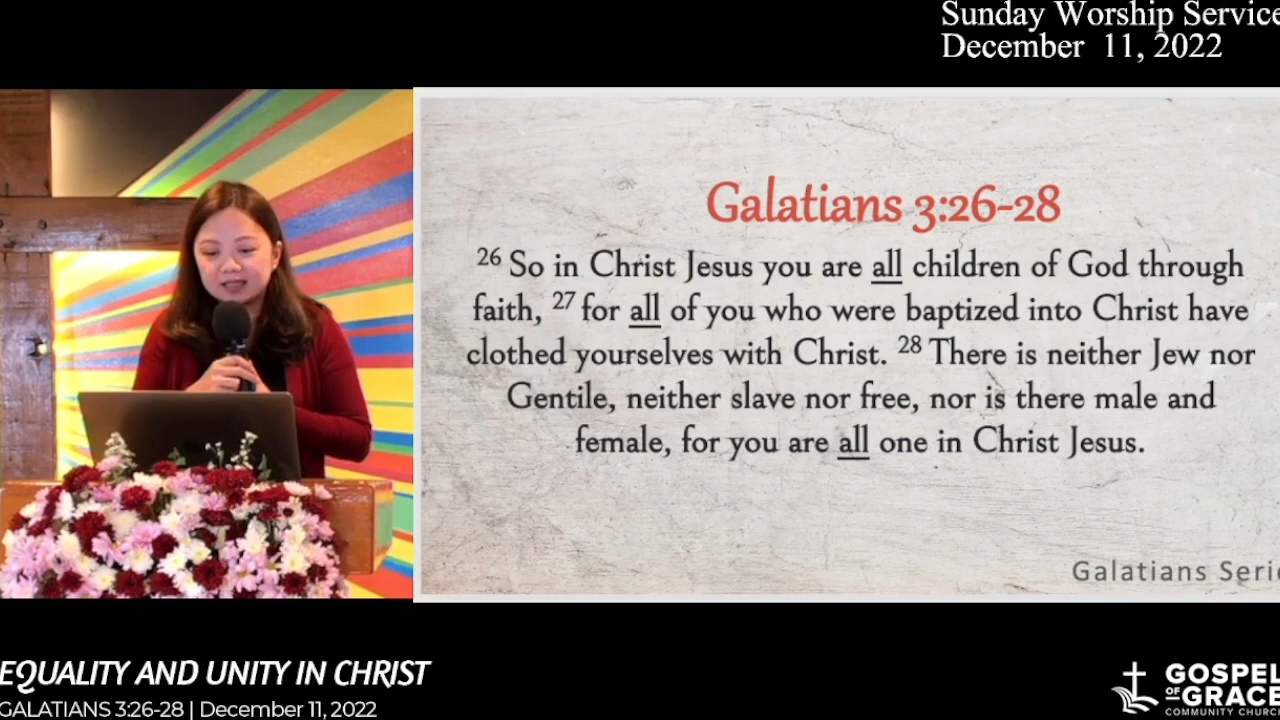 Sunday Worship Service
December 11, 2022
Galatians 3:26-28
26 So in Christ Jesus you are all children of God through
faith, 27 for all of you who were baptized into Christ have
clothed yourselves with Christ. 28 There is neither Jew nor
Gentile, neither slave nor free, nor is there male and
female, for you are all one in Christ Jesus.
Galatians Serie
EQUALITY AND UNITY IN CHRIST
GALATIANS 3:26-28 | December 11, 2022
GOSPEL
OF GRACE
COMMUNITY CHURCH